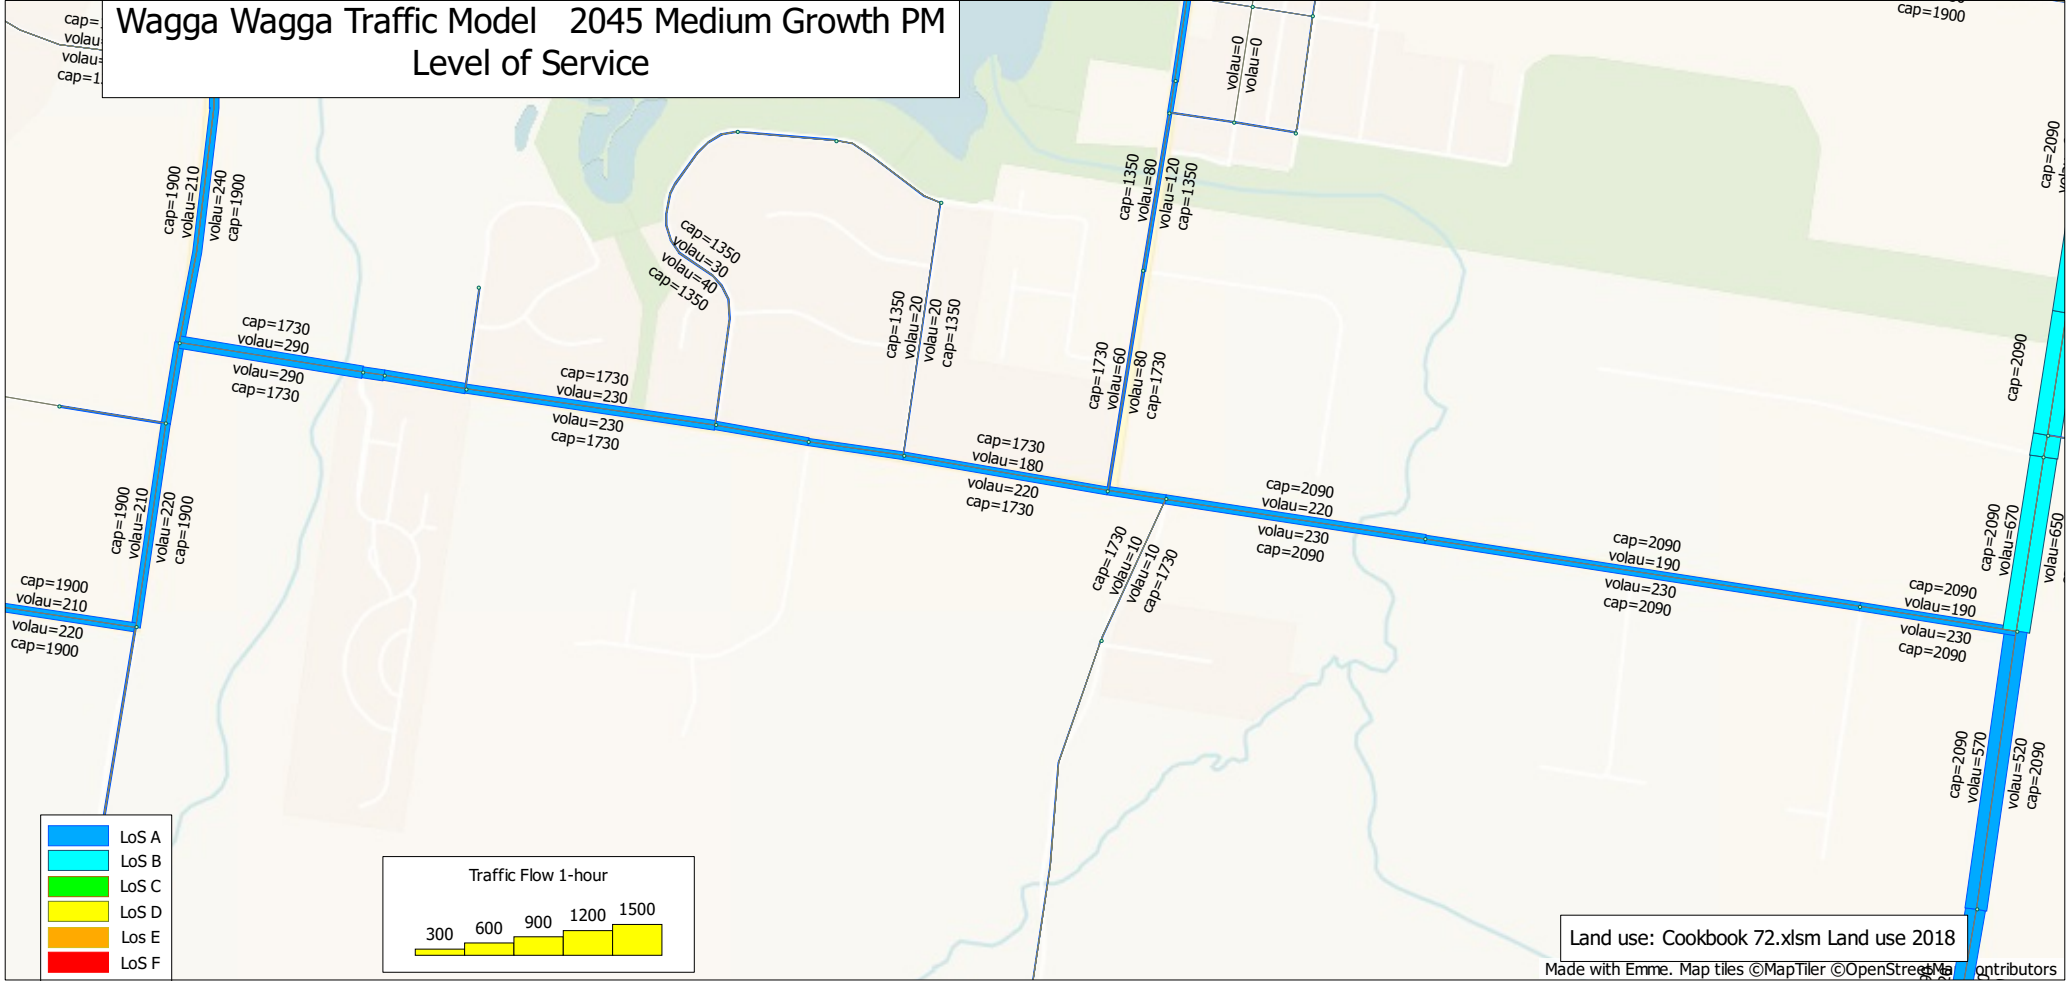 Wagga Wagga Traffic Model 2045 Medium Growth PM
Level of Service
cap=1900
volau=0
volau=0
cap=1900
volau=210
volau=240
cap=1900
cap=1350
volau=80
volau=120
cap=1350
cap=2090
cap=1350
volau=30
volau=40
cap=1350
cap=1350
volau=20
volau=20
cap=1350
cap=1730
volau=290
volau=290
cap=1730
cap=1730
volau=230
volau=230
cap=1730
cap=1730
volau=60
volau=80
cap=1730
cap=2090
cap=1730
volau=180
volau=220
cap=1730
cap=1900
volau=210
volau=220
cap=1900
cap=2090
volau=220
volau=230
cap=2090
cap=1730
volau=10
volau=10
cap=1730
cap=2090
volau=190
volau=230
cap=2090
cap=2090
volau=670
volau=650
cap=2090
volau=190
volau=230
cap=2090
cap=1900
volau=210
volau=220
cap=1900
cap=2090
volau=570
volau=520
cap=2090
LoS A
LoS B
LoS C
LoS D
Los E
LoS F
Traffic Flow 1-hour
300 600 900 1200 1500
Land use: Cookbook 72.xlsm Land use 2018
Made with Emme. Map tiles ©MapTiler ©OpenStreetMap contributors